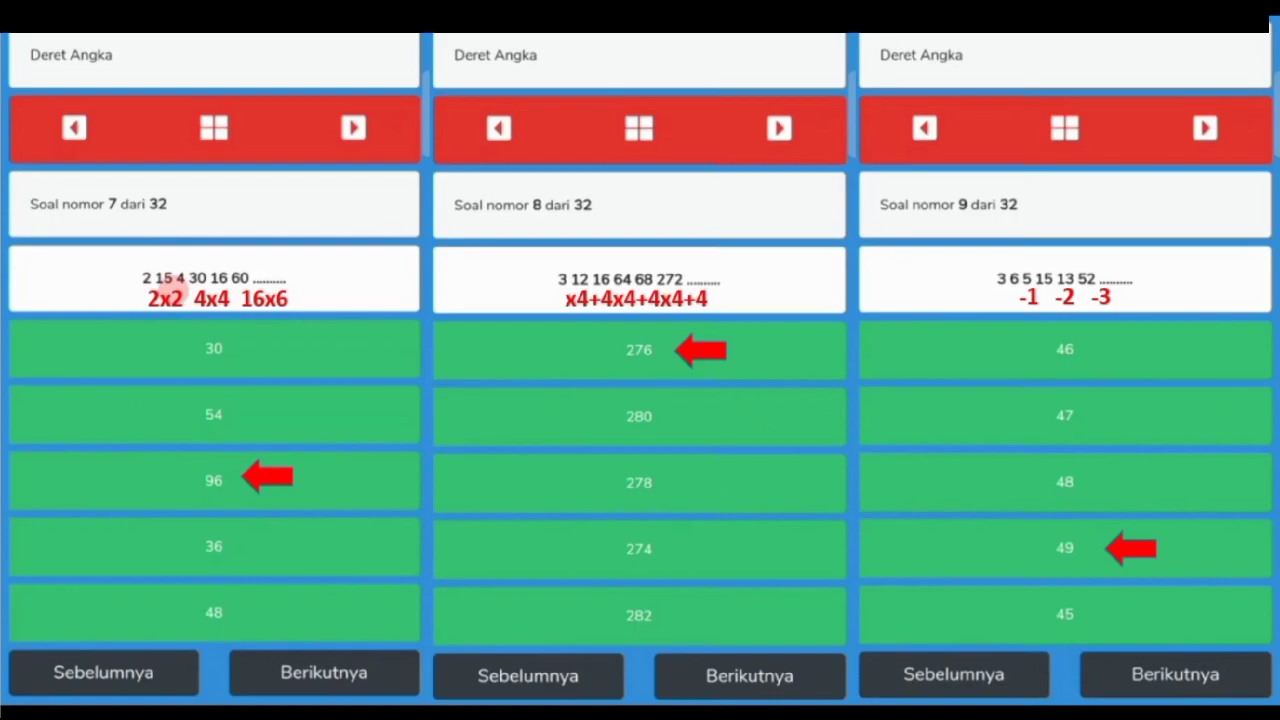 Deret Angka
Soal nomor 7 dari 32
2 15 4 30 16 60 ..........
2x2 4x4 16x6
30
54
96
36
48
Sebelumnya
Berikutnya
Deret Angka
Soal nomor 8 dari 32
3 12 16 64 68 272 ..........
x4+4x4+4x4+4
276
280
278
274
282
Sebelumnya
Berikutnya
Deret Angka
Soal nomor 9 dari 32
3 6 5 15 13 52 ..........
-1 -2 -3
46
47
48
49
45
Sebelumnya
Berikutnya